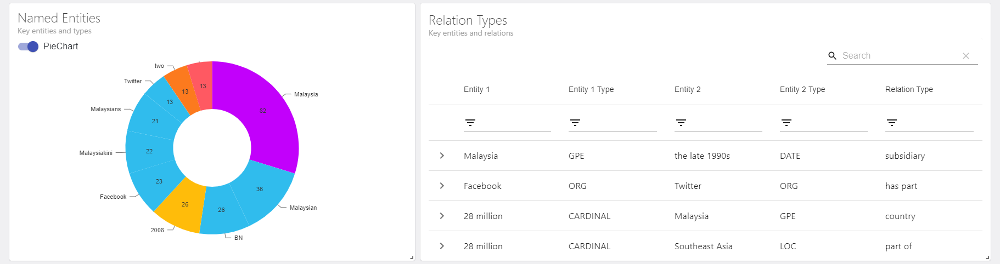 Named Entities
Key entities and types
PieChart
two
13
13
Twitter
13
Malaysia
82
Malaysians
21
Malaysiakini
22
Facebook
23
36
Malaysian
26
26
2008
BN
Relation Types
Key entities and relations
Search
Entity 1 Entity 1 Type Entity 2 Entity 2 Type Relation Type
Malaysia GPE the late 1990s DATE subsidiary
Facebook ORG Twitter ORG has part
28 million CARDINAL Malaysia GPE country
28 million CARDINAL Southeast Asia LOC part of